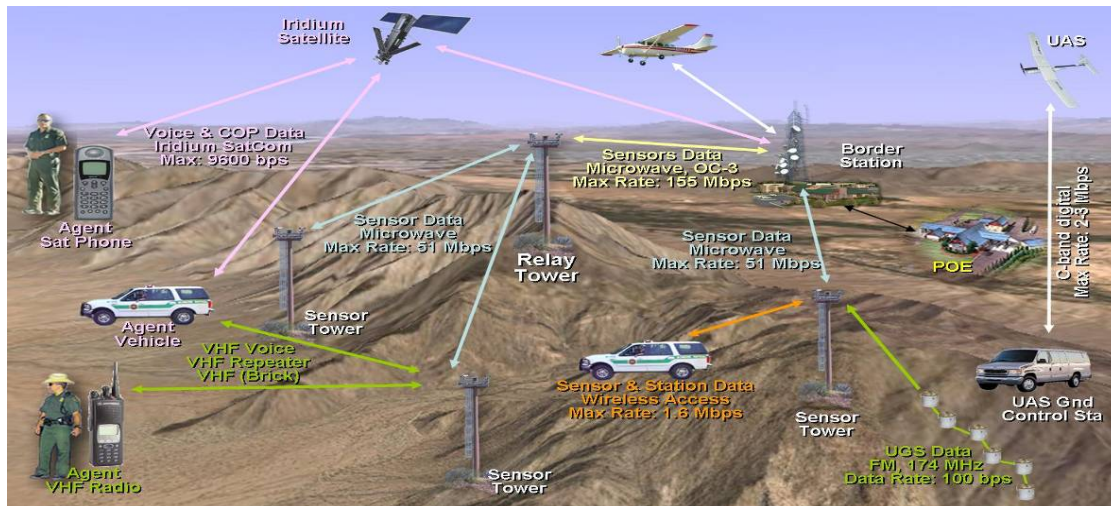 Iridium
Satellite
UAS
Voice & COP Data
Iridium SatCom
Max: 9600 bps
Agent
Sat Phone
Sensors Data
Microwave, OC-3
Max Rate: 155 Mbps
Border
Station
C-band digital
Max Rate: 2-3 Mbps
Sensor Data
Microwave
Max Rate: 51 Mbps
Relay
Tower
Sensor Data
Microwave
Max Rate: 51 Mbps
POE
Agent
Vehicle
Sensor
Tower
VHF Voice
VHF Repeater
VHF (Brick)
Sensor & Station Data
Wireless Access
Max Rate: 1.6 Mbps
UAS Gnd
Control Sta
Sensor
Tower
Agent
VHF Radio
Sensor
Tower
UGS Data
FM, 174 MHz
Data Rate: 100 bps